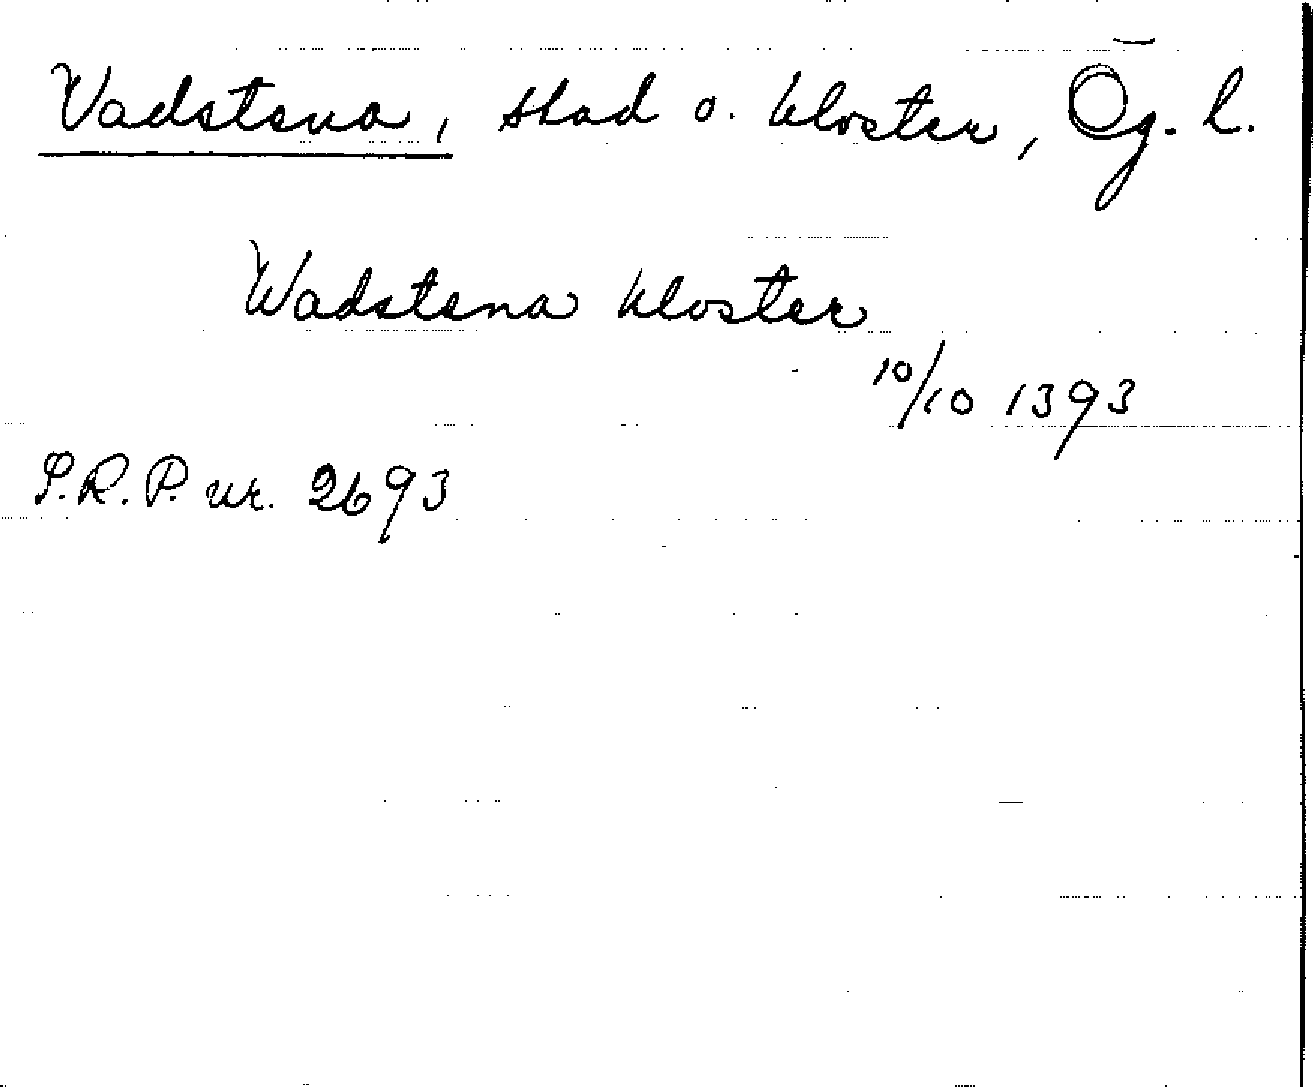 Vadstena, stad o. kloster, Ög. l.
Wadstena kloster
10/10 1393
S.R.P. nr. 2693